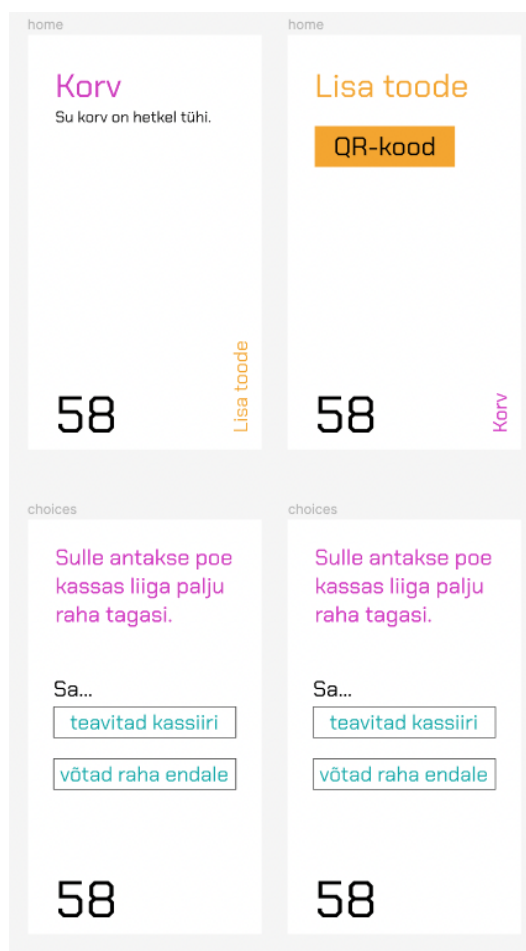 home
Korv
Su korv on hetkel tühi.
Lisa toode
58
home
Lisa toode
QR-kood
Korv
58
choices
Sulle antakse poe
kassas liiga palju
raha tagasi.
Sa...
teavitad kassiiri
võtad raha endale
58
choices
Sulle antakse poe
kassas liiga palju
raha tagasi.
Sa...
teavitad kassiiri
võtad raha endale
58